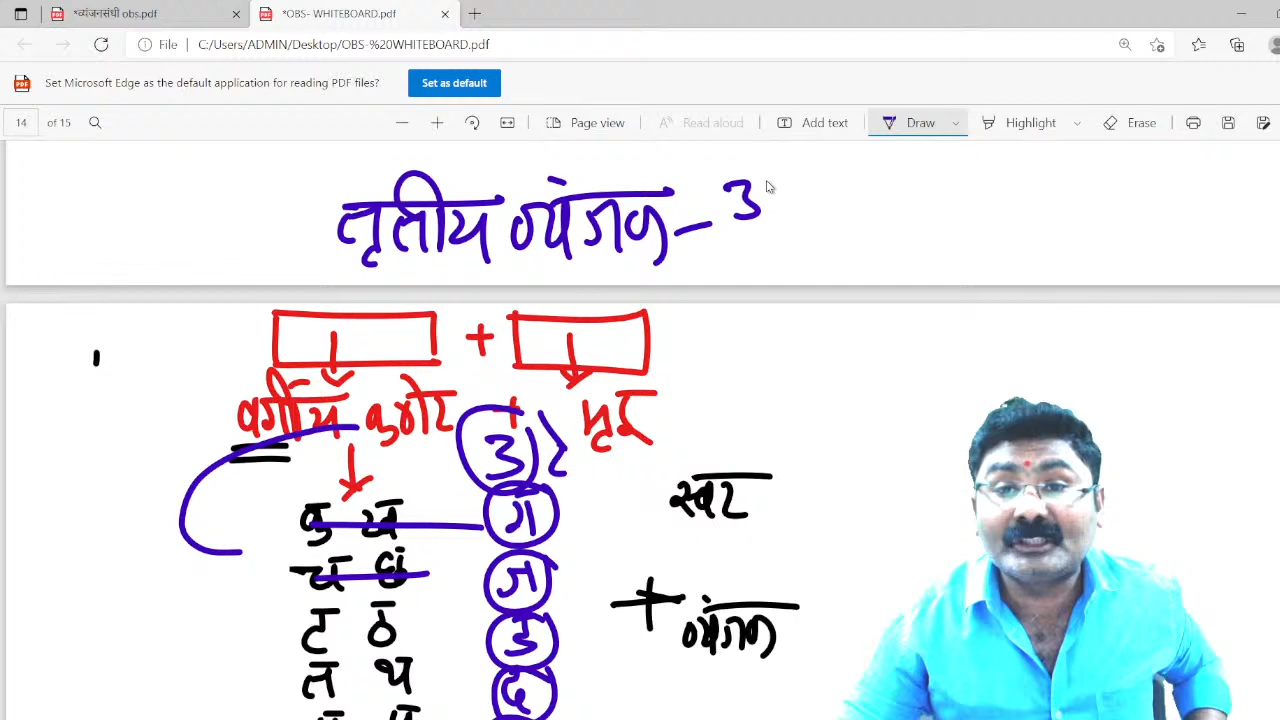 *व्यंजनसंधी obs.pdf
*OBS- WHITEBOARD.pdf
File C:/Users/ADMIN/Desktop/OBS-%20WHITEBOARD.pdf
Set Microsoft Edge as the default application for reading PDF files? Set as default
14 of 15 Page view Read aloud Add text Draw Highlight Erase
तृतीय व्यंजन – 3
+
वर्गीय कठोर + मृदू
3 रे
क ख ग स्वर
च छ ज
+ व्यंजन
ट ठ ड
त थ द